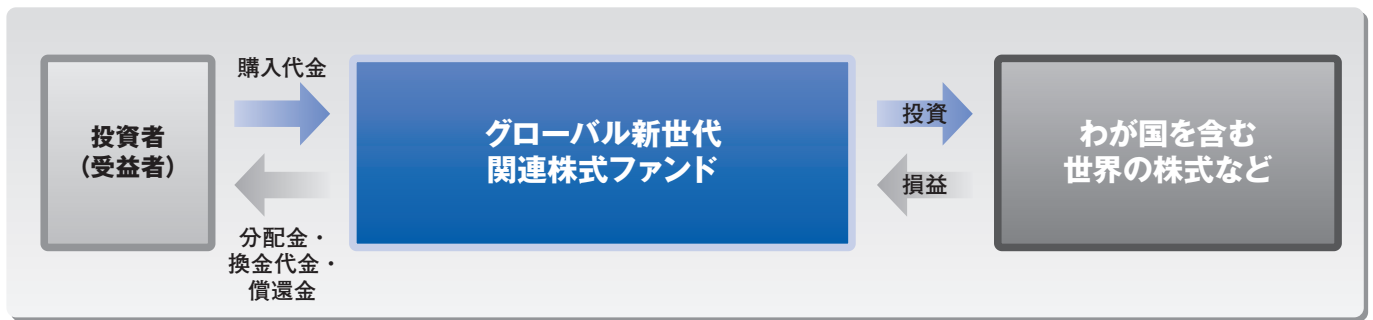 購入代金
投資者
(受益者)
分配金・
換金代金・
償還金
グローバル新世代
関連株式ファンド
投資
損益
わが国を含む
世界の株式など